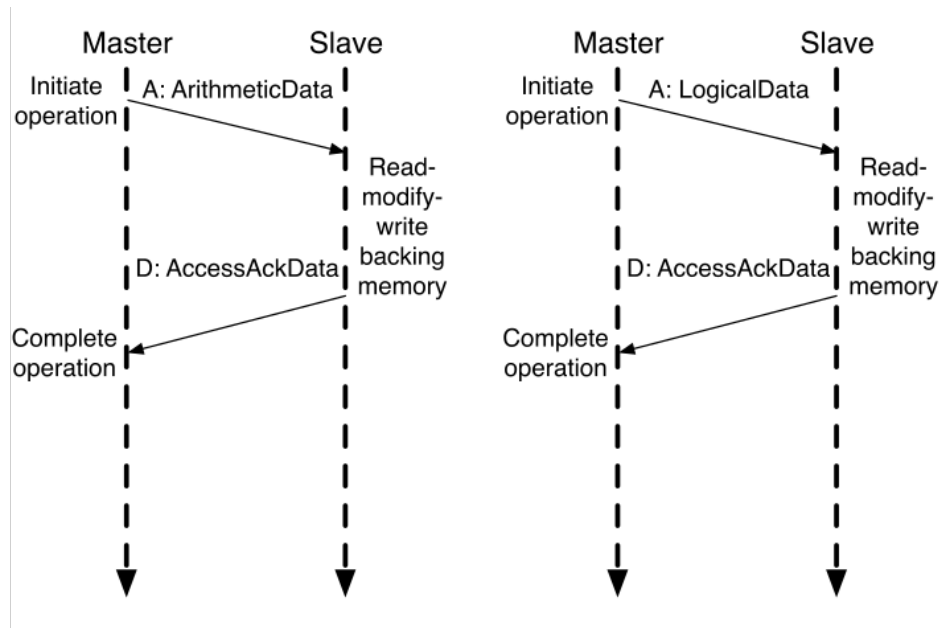 Master
Slave
Initiate
operation
A: ArithmeticData
Read-
modify-
write
backing
memory
D: AccessAckData
Complete
operation
Master
Slave
Initiate
operation
A: LogicalData
Read-
modify-
write
backing
memory
D: AccessAckData
Complete
operation